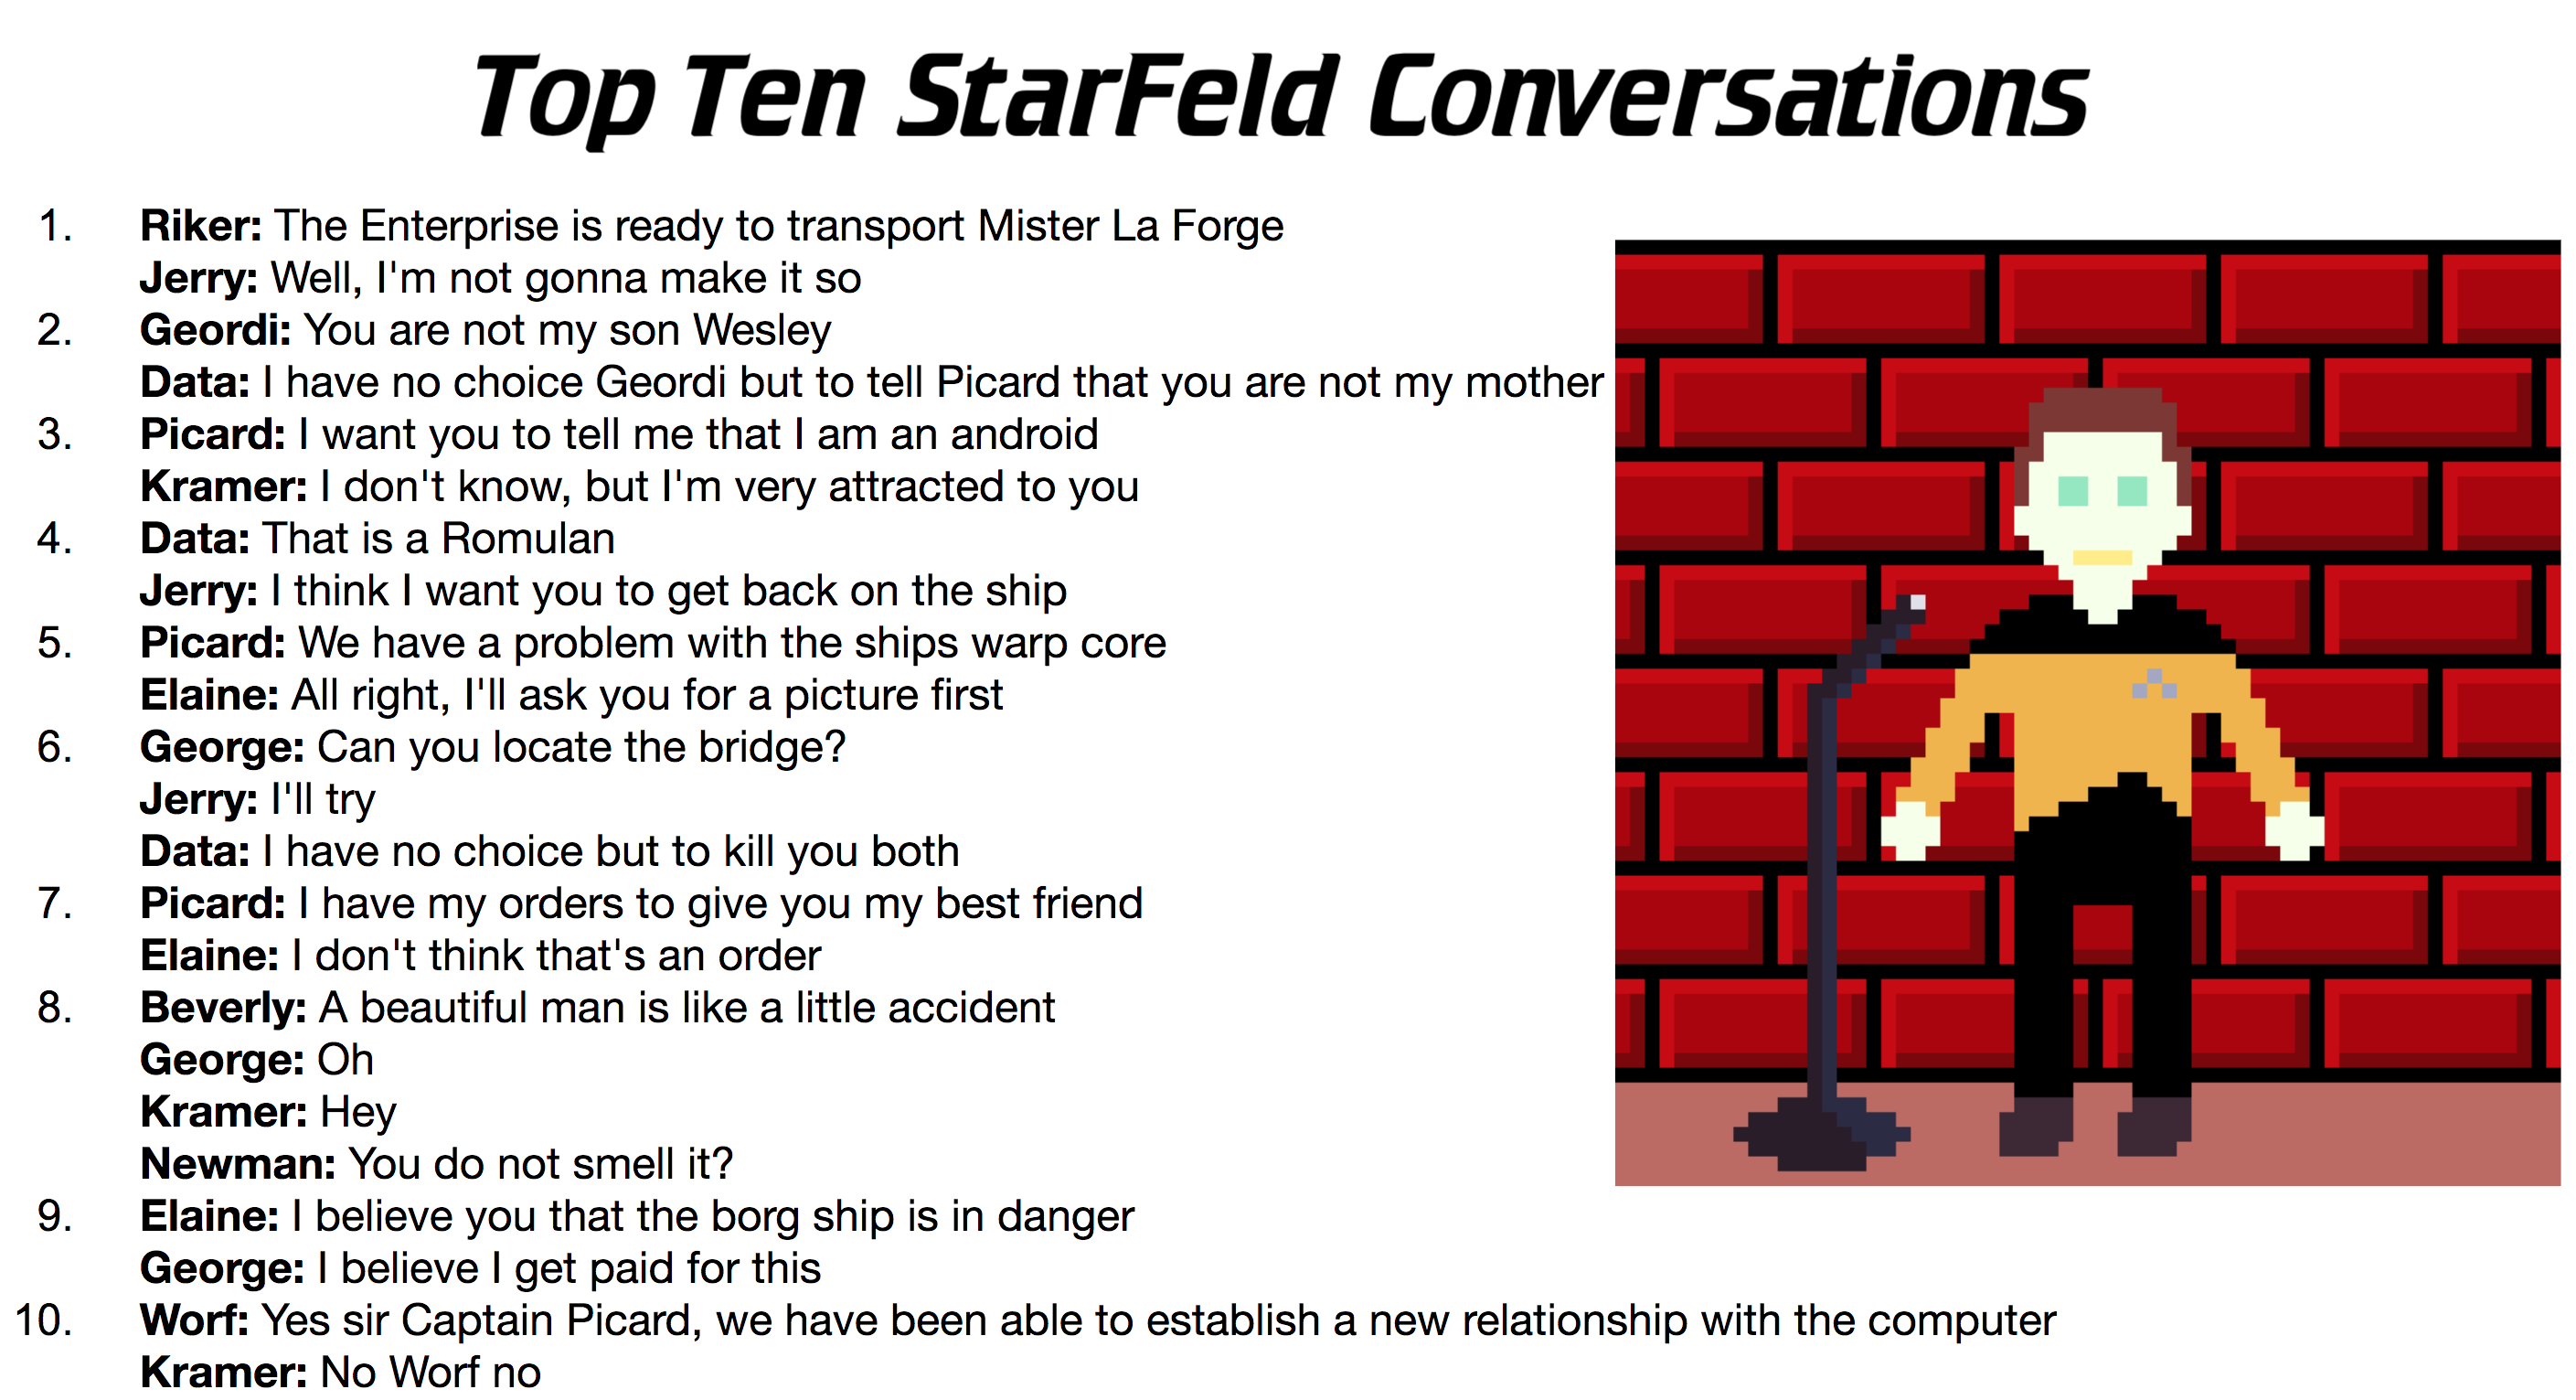 Top Ten StarFeld Conversations
1. Riker: The Enterprise is ready to transport Mister La Forge
Jerry: Well, I'm not gonna make it so
2. Geordi: You are not my son Wesley
Data: I have no choice Geordi but to tell Picard that you are not my mother
3. Picard: I want you to tell me that I am an android
Kramer: I don't know, but I'm very attracted to you
4. Data: That is a Romulan
Jerry: I think I want you to get back on the ship
5. Picard: We have a problem with the ships warp core
Elaine: All right, I'll ask you for a picture first
6. George: Can you locate the bridge?
Jerry: I'll try
Data: I have no choice but to kill you both
7. Picard: I have my orders to give you my best friend
Elaine: I don't think that's an order
8. Beverly: A beautiful man is like a little accident
George: Oh
Kramer: Hey
Newman: You do not smell it?
9. Elaine: I believe you that the borg ship is in danger
George: I believe I get paid for this
10. Worf: Yes sir Captain Picard, we have been able to establish a new relationship with the computer
Kramer: No Worf no